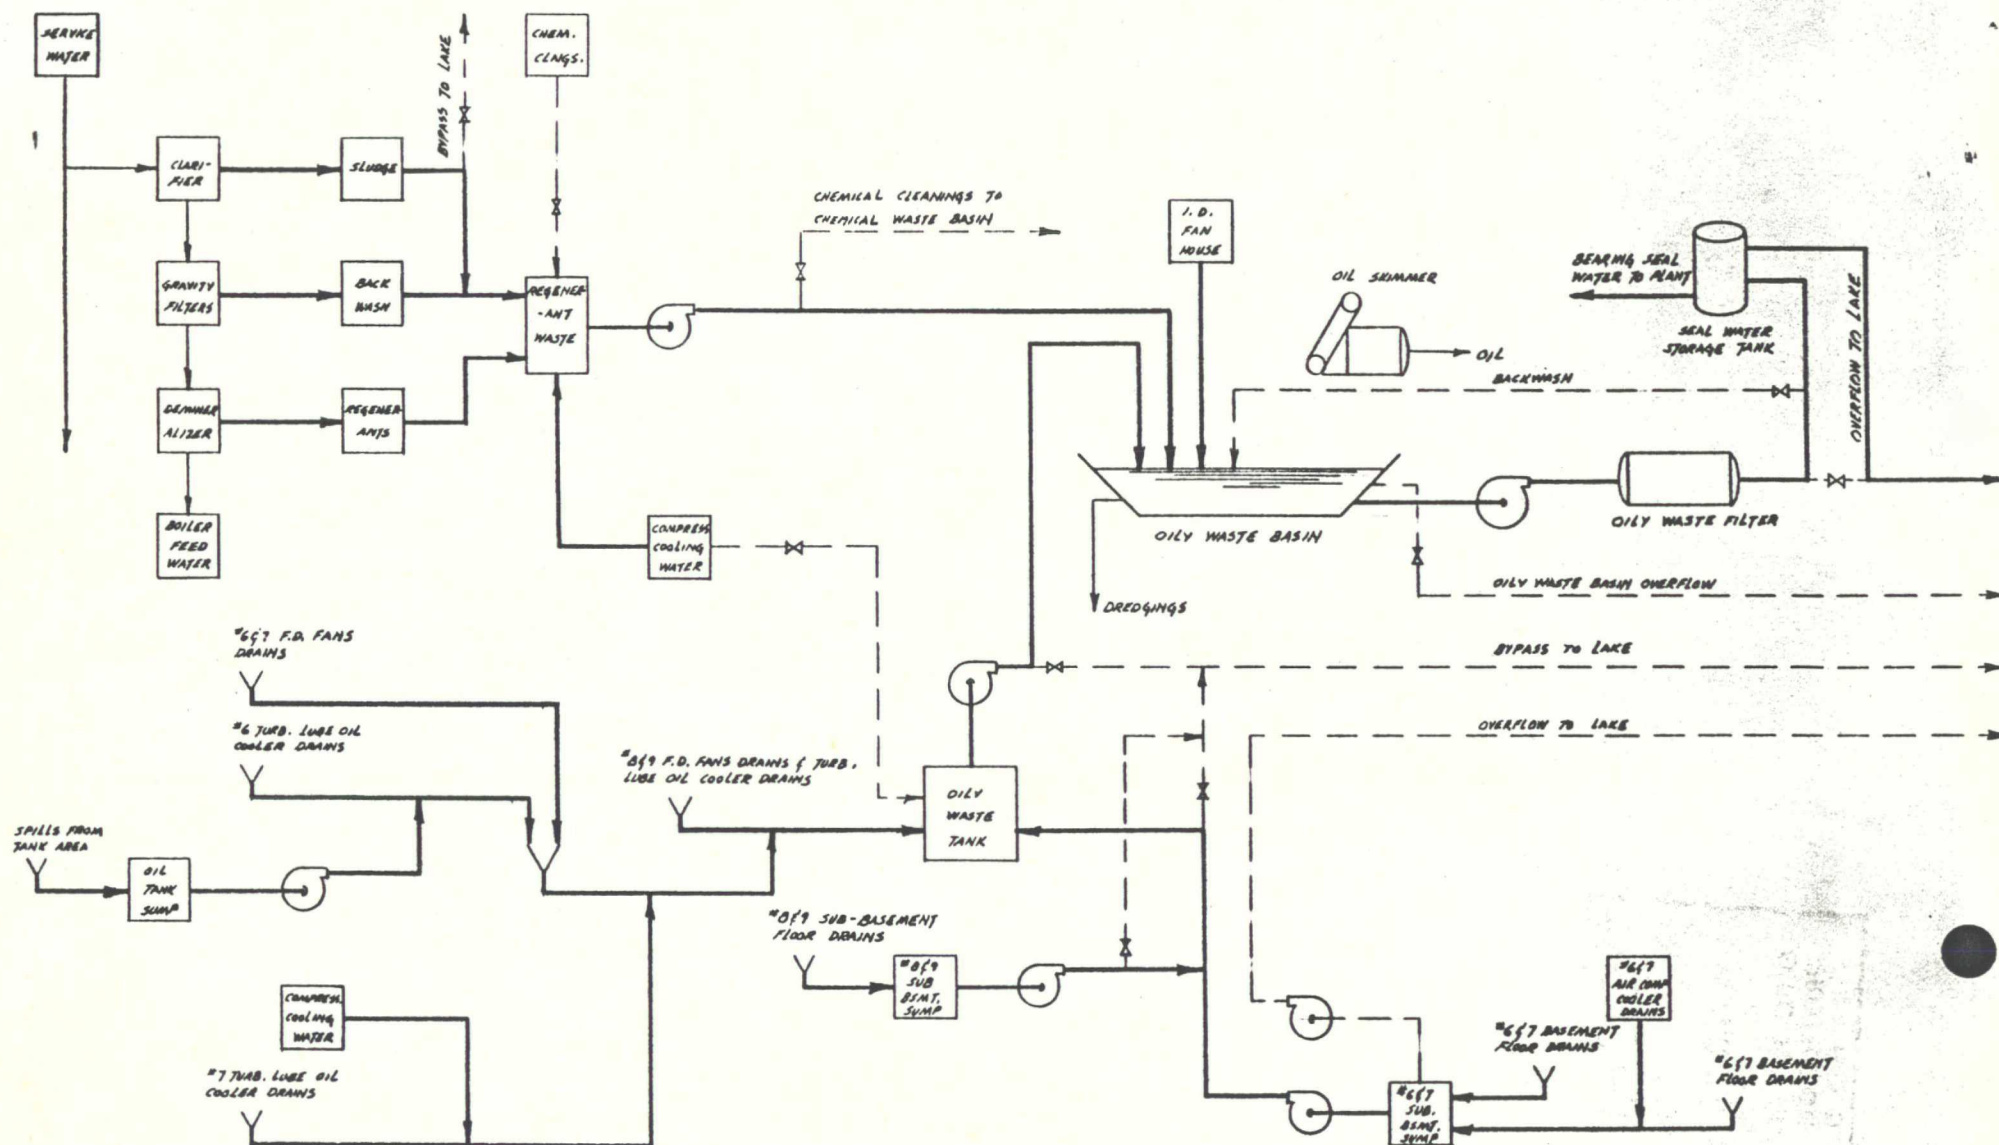 SERVICE
WATER
BYPASS TO LAKE
CHEM.
CLNGS.
CLARI-
FIER
SLUDGE
GRAVITY
FILTERS
BACK
WASH
REGENER-
-ANT
WASTE
DEMINER
ALIZER
REGENER-
ANTS
BOILER
FEED
WATER
COMPRESS
COOLING
WATER
CHEMICAL CLEANINGS TO
CHEMICAL WASTE BASIN
I.D.
FAN
HOUSE
OIL SKIMMER
OIL
BACKWASH
BEARING SEAL
WATER TO PLANT
SEAL WATER
STORAGE TANK
OVERFLOW TO LAKE
OILY WASTE BASIN
OILY WASTE FILTER
DREDGINGS
OILY WASTE BASIN OVERFLOW
BYPASS TO LAKE
OVERFLOW TO LAKE
#6&7 F.D. FANS
DRAINS
#6 TURB. LUBE OIL
COOLER DRAINS
SPILLS FROM
TANK AREA
OIL
TANK
SUMP
#8&9 F.D. FANS DRAINS & TURB.
LUBE OIL COOLER DRAINS
OILY
WASTE
TANK
#8&9 SUB-BASEMENT
FLOOR DRAINS
#8&9
SUB
BSMT.
SUMP
COMPRESS.
COOLING
WATER
#7 TURB. LUBE OIL
COOLER DRAINS
#6&7
AIR COMP
COOLER
DRAINS
#6&7 BASEMENT
FLOOR DRAINS
#6&7 BASEMENT
FLOOR DRAINS
#6&7
SUB.
BSMT.
SUMP